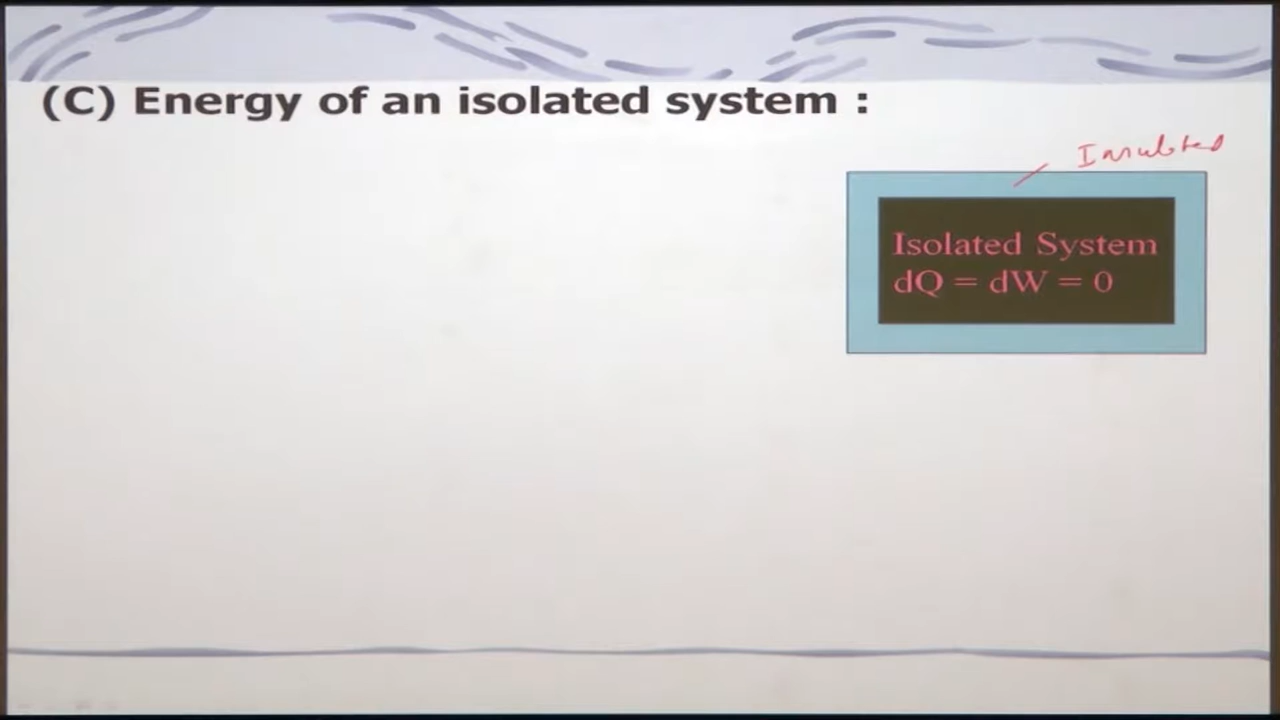 (C) Energy of an isolated system :
Insulated
Isolated System
dQ = dW = 0